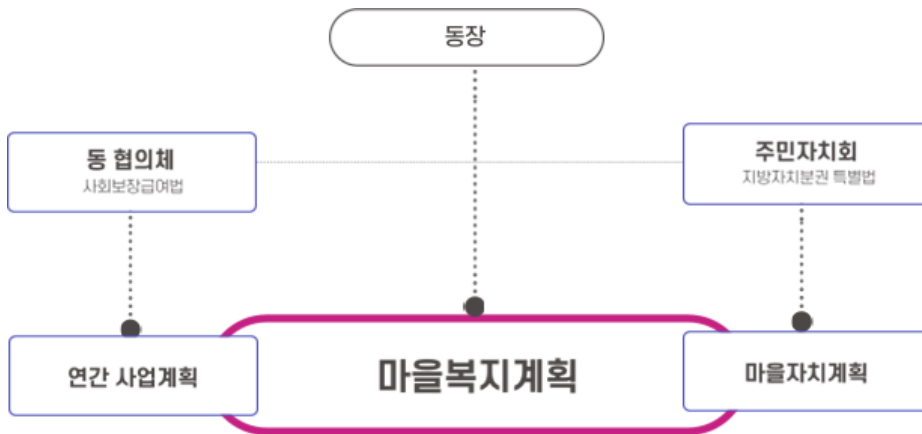 동장
동 협의체
사회보장급여법
주민자치회
지방자치분권 특별법
연간 사업계획
마을복지계획
마을자치계획